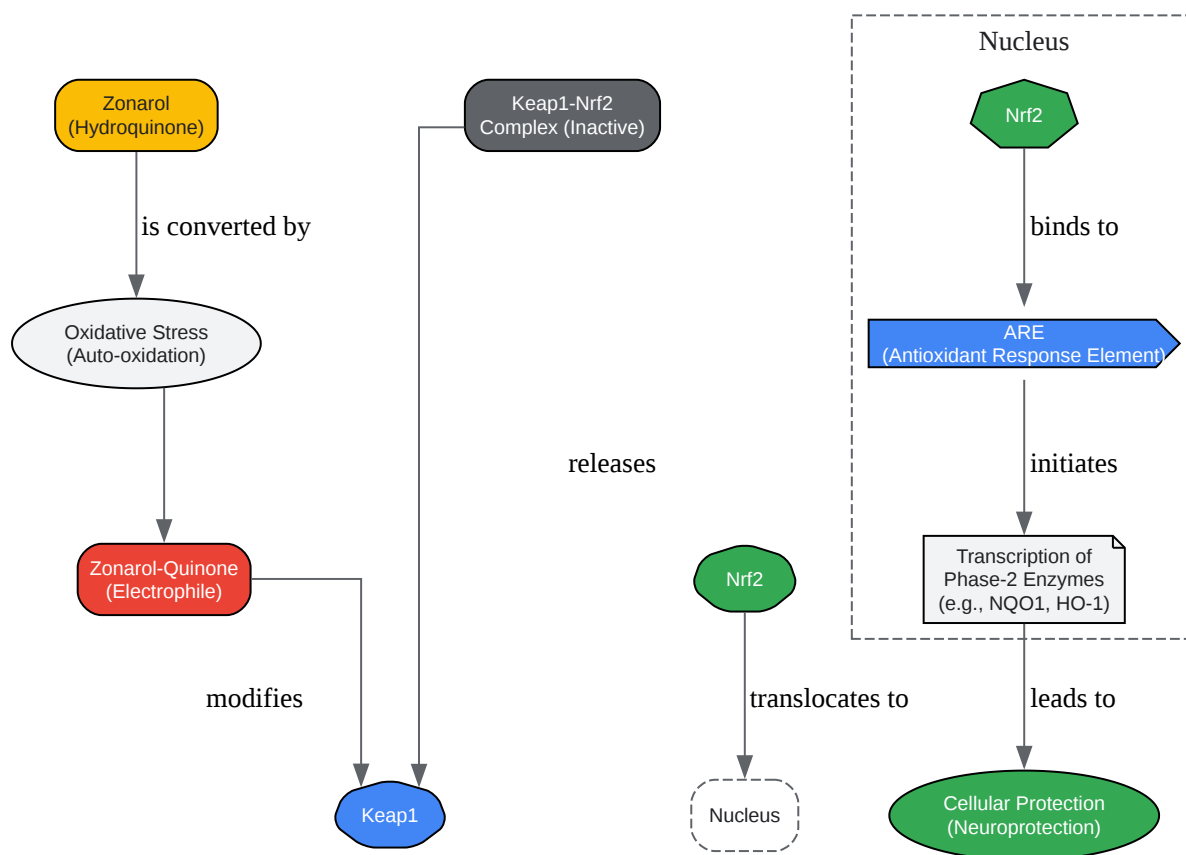 Nucleus
Zonarol
(Hydroquinone)
Keap1-Nrf2
Complex (Inactive)
Nrf2
is converted by
binds to
Oxidative Stress
(Auto-oxidation)
ARE
(Antioxidant Response Element)
releases
initiates
Zonarol-Quinone
(Electrophile)
Nrf2
Transcription of
Phase-2 Enzymes
(e.g., NQO1, HO-1)
modifies
translocates to
leads to
Keap1
Nucleus
Cellular Protection
(Neuroprotection)